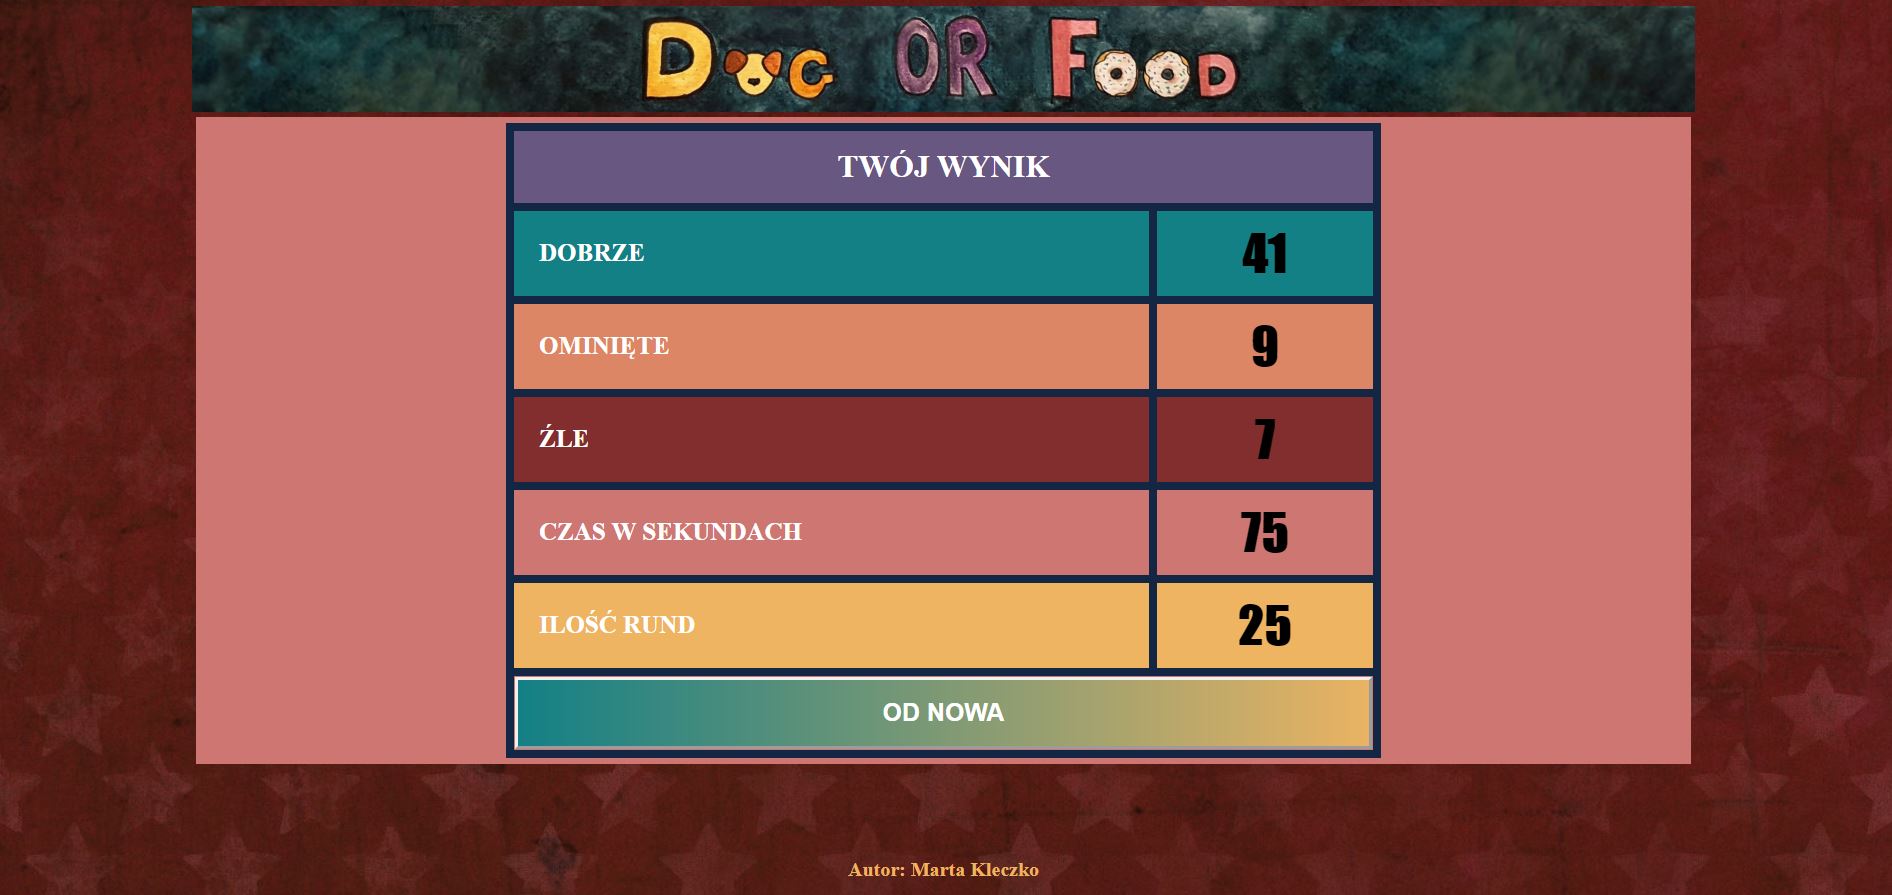 DOG OR FOOD
TWÓJ WYNIK
DOBRZE 41
OMINIĘTE 9
ŹLE 7
CZAS W SEKUNDACH 75
ILOŚĆ RUND 25
OD NOWA
Autor: Marta Kleczko